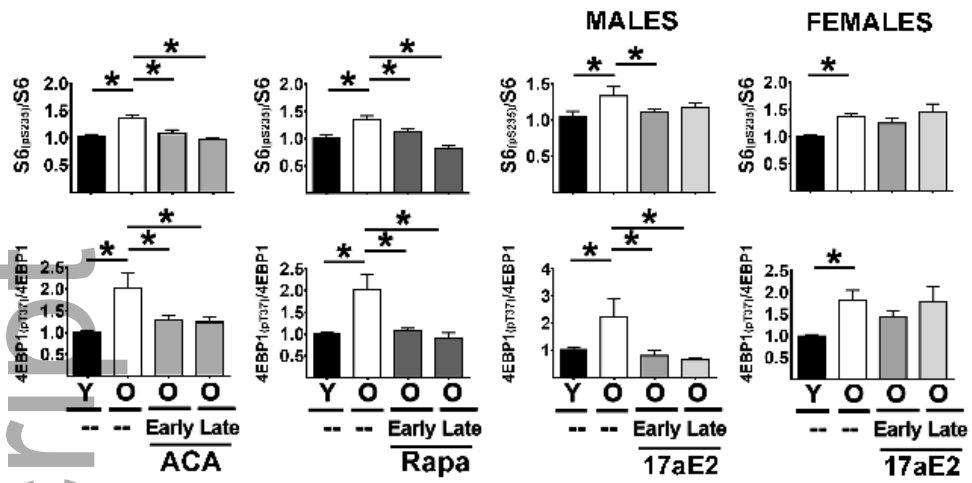 MALES FEMALES
* * * * * * * * *
S6(pS235)/S6 S6(pS235)/S6 S6(pS235)/S6 S6(pS235)/S6
2.0 2.0 1.5 2.0
1.5 1.5 1.0 1.5
1.0 1.0 0.5 1.0
0.5 0.5 0.5
* * * * * * * * * *
4EBP1(pT37)/4EBP1 4EBP1(pT37)/4EBP1 4EBP1(pT37)/4EBP1 4EBP1(pT37)/4EBP1
2.5 2.5 4 2.5
2.0 2.0 3 2.0
1.5 1.5 2 1.5
1.0 1.0 1 1.0
0.5 0.5 0.5
Y O O O Y O O O Y O O O Y O O O
-- -- Early Late -- -- Early Late -- -- Early Late -- -- Early Late
ACA Rapa 17aE2 17aE2
cript